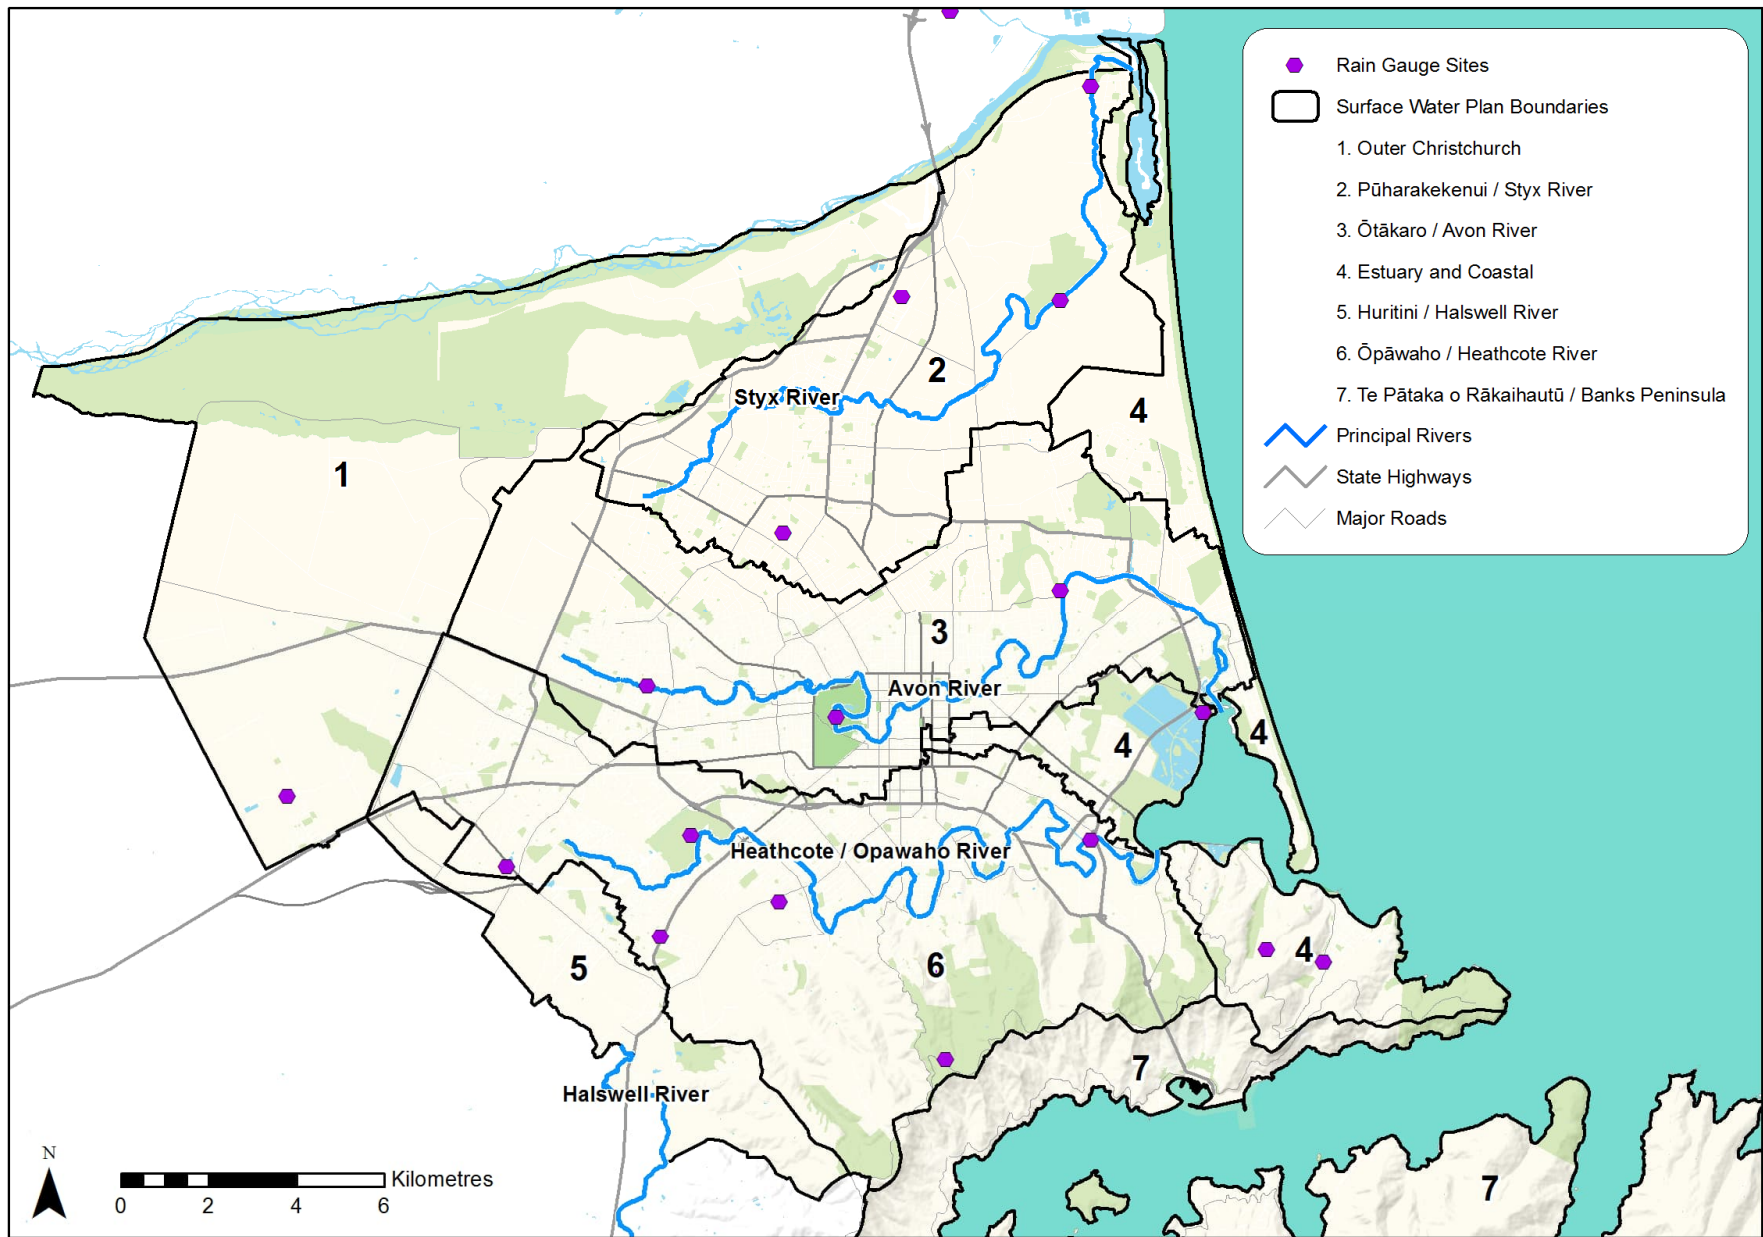 Rain Gauge Sites
Surface Water Plan Boundaries
1. Outer Christchurch
2. Pūharakekenui / Styx River
3. Ōtākaro / Avon River
4. Estuary and Coastal
5. Huritini / Halswell River
6. Ōpāwaho / Heathcote River
7. Te Pātaka o Rākaihautū / Banks Peninsula
Principal Rivers
State Highways
Major Roads
2
Styx River
4
1
3
Avon River
4
4
Heathcote / Opawaho River
4
5
6
7
Halswell River
7
N
Kilometres
0 2 4 6